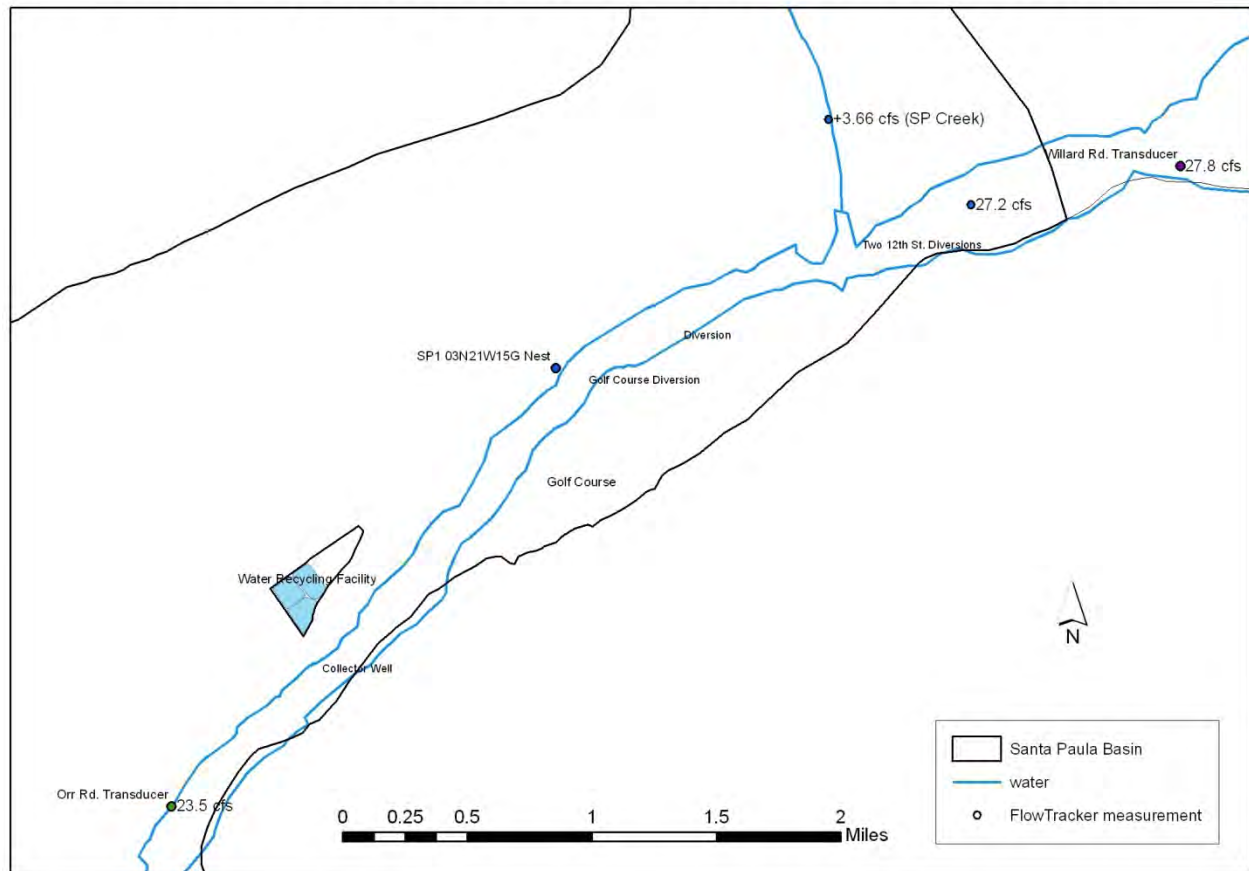 +3.66 cfs (SP Creek)
Willard Rd. Transducer
27.8 cfs
27.2 cfs
Two 12th St. Diversions
Diversion
SP1 03N21W15G Nest
Golf Course Diversion
Golf Course
Water Recycling Facility
N
Collector Well
Orr Rd. Transducer
23.5 cfs
0 0.25 0.5 1 1.5 2
Miles
Santa Paula Basin
water
FlowTracker measurement